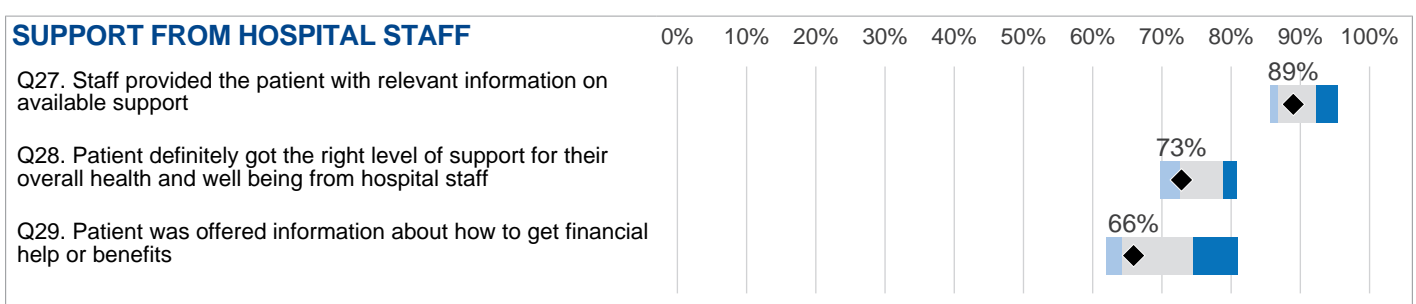 SUPPORT FROM HOSPITAL STAFF
0% 10% 20% 30% 40% 50% 60% 70% 80% 90% 100%
Q27. Staff provided the patient with relevant information on
available support
89%
Q28. Patient definitely got the right level of support for their
overall health and well being from hospital staff
73%
Q29. Patient was offered information about how to get financial
help or benefits
66%